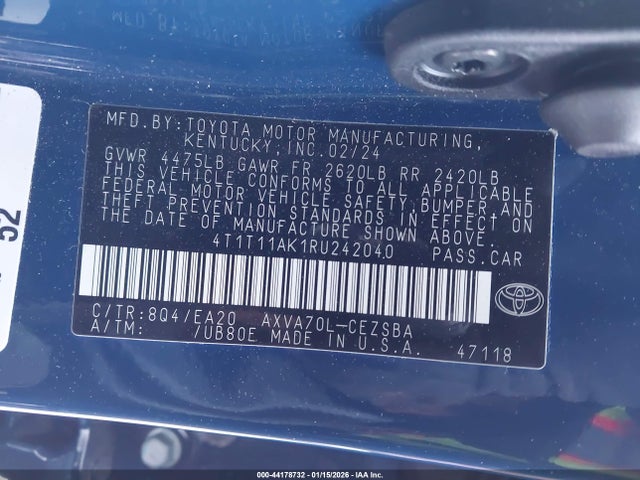 MFD.BY:TOYOTA MOTOR MANUFACTURING,
KENTUCKY,INC.02/24
GVWR 4475LB GAWR FR 2620LB RR 2420LB
THIS VEHICLE CONFORMS TO ALL APPLICABLE
FEDERAL MOTOR VEHICLE SAFETY,BUMPER,AND
THEFT PREVENTION STANDARDS IN EFFECT ON
THE DATE OF MANUFACTURE SHOWN ABOVE.
4T1T11AK1RU242040 PASS.CAR
C/TR:8Q4/EA20 AXVA70L-CEZSBA
A/TM: 7UB80E MADE IN U.S.A. 47118
52
000-44178732 - 01/15/2026 - IAA Inc.